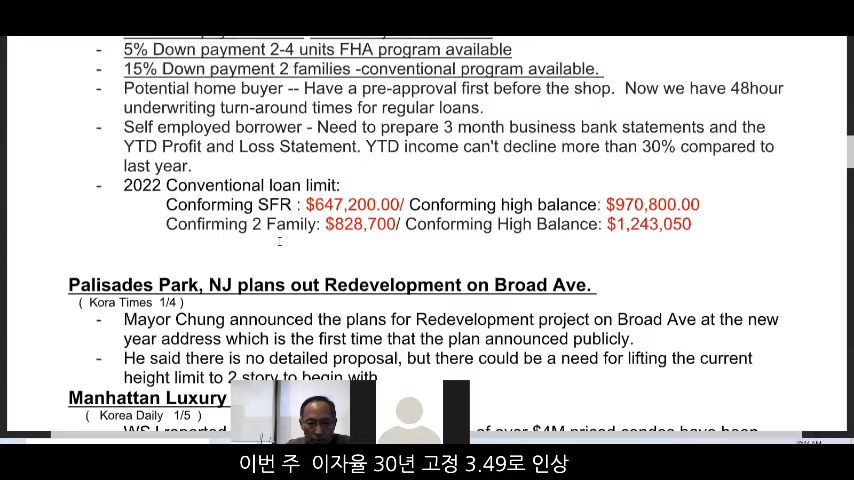 - 5% Down payment 2-4 units FHA program available
- 15% Down payment 2 families -conventional program available.
- Potential home buyer -- Have a pre-approval first before the shop. Now we have 48hour
underwriting turn-around times for regular loans.
- Self employed borrower - Need to prepare 3 month business bank statements and the
YTD Profit and Loss Statement. YTD income can't decline more than 30% compared to
last year.
- 2022 Conventional loan limit:
Conforming SFR : $647,200.00/ Conforming high balance: $970,800.00
Confirming 2 Family: $828,700/ Conforming High Balance: $1,243,050
Palisades Park, NJ plans out Redevelopment on Broad Ave.
( Kora Times 1/4 )
- Mayor Chung announced the plans for Redevelopment project on Broad Ave at the new
year address which is the first time that the plan announced publicly.
- He said there is no detailed proposal, but there could be a need for lifting the current
height limit to 2 story to begin with
Manhattan Luxury
( Korea Daily 1/5 )
이번 주 이자율 30년 고정 3.49로 인상